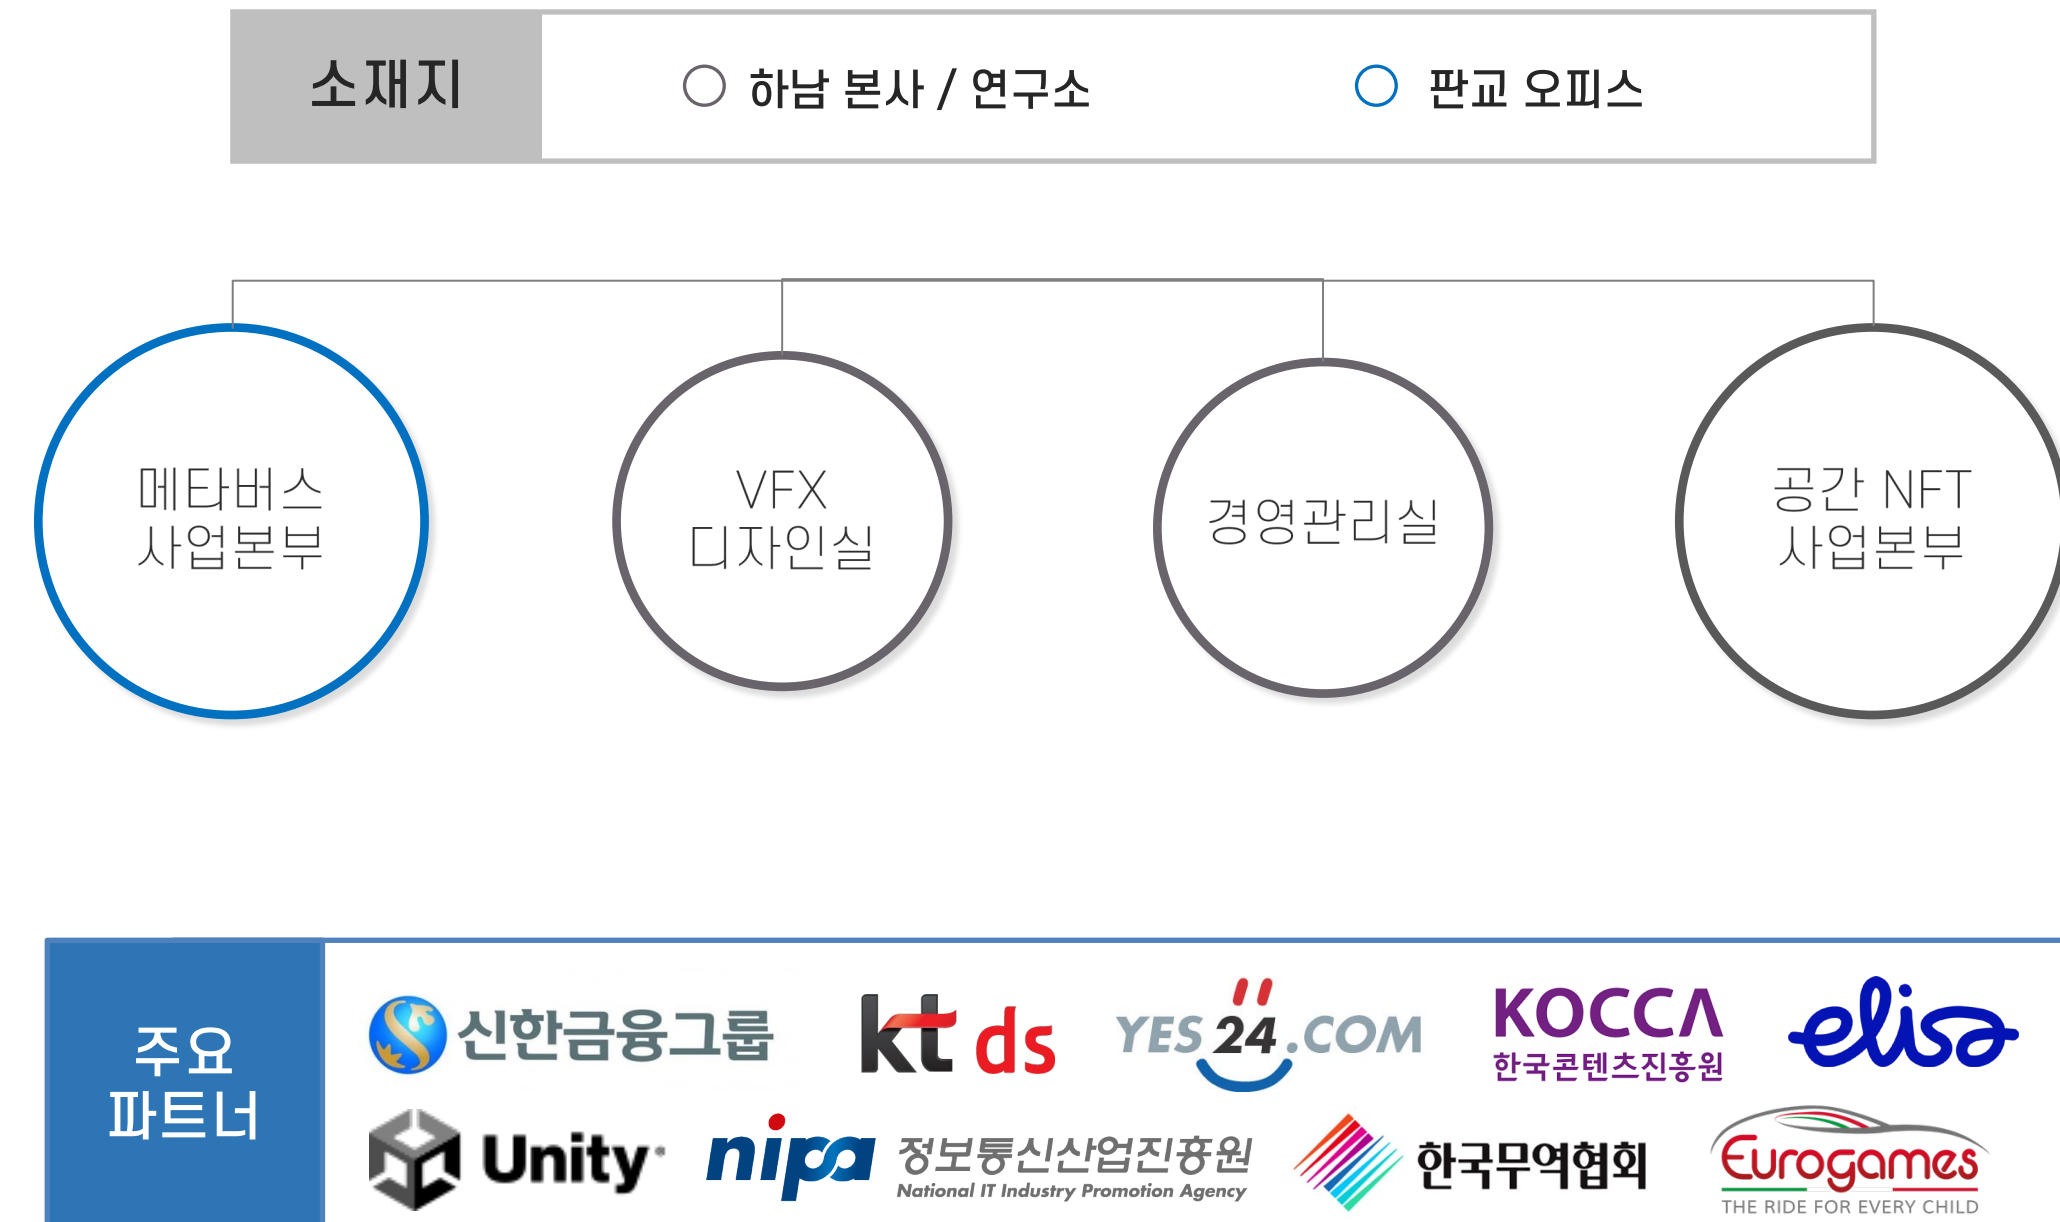 소재지
하남 본사 / 연구소
판교 오피스
메타버스
사업본부
VFX
디자인실
경영관리실
공간 NFT
사업본부
주요
파트너
신한금융그룹
kt ds
YES24.COM
KOCCA
한국콘텐츠진흥원
elisa
Unity
nipa
정보통신산업진흥원
National IT Industry Promotion Agency
한국무역협회
Eurogames
THE RIDE FOR EVERY CHILD